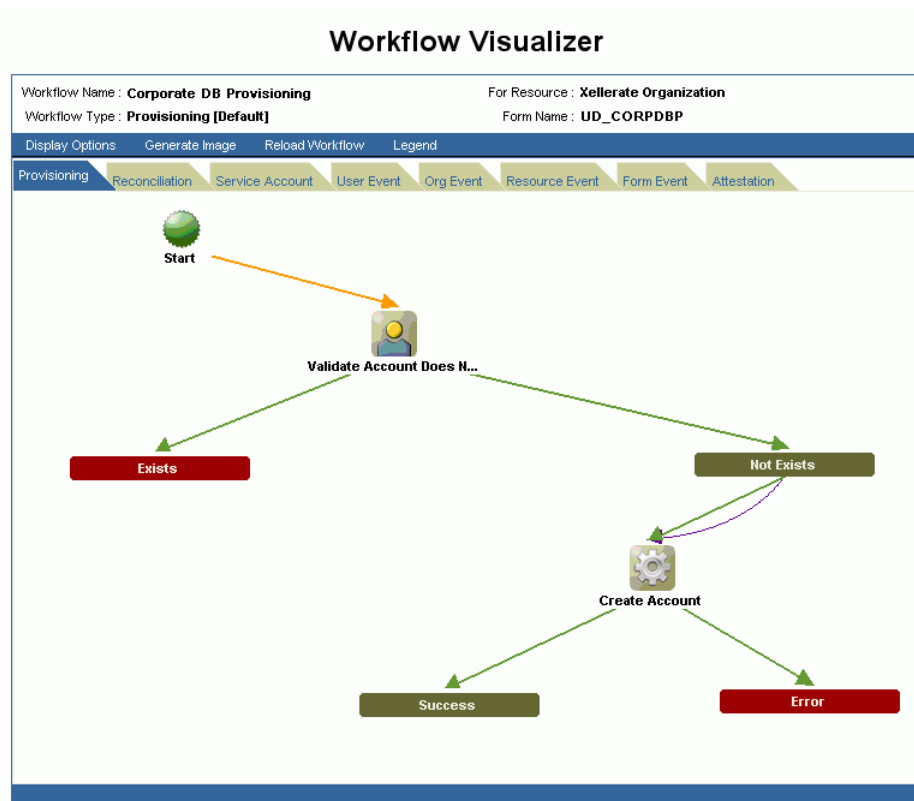 Workflow Visualizer
Workflow Name : Corporate DB Provisioning For Resource : Xellerate Organization
Workflow Type : Provisioning [Default] Form Name : UD_CORPDBP
Display Options Generate Image Reload Workflow Legend
Provisioning Reconciliation Service Account User Event Org Event Resource Event Form Event Attestation
Start
Validate Account Does N...
Exists Not Exists
Create Account
Success Error